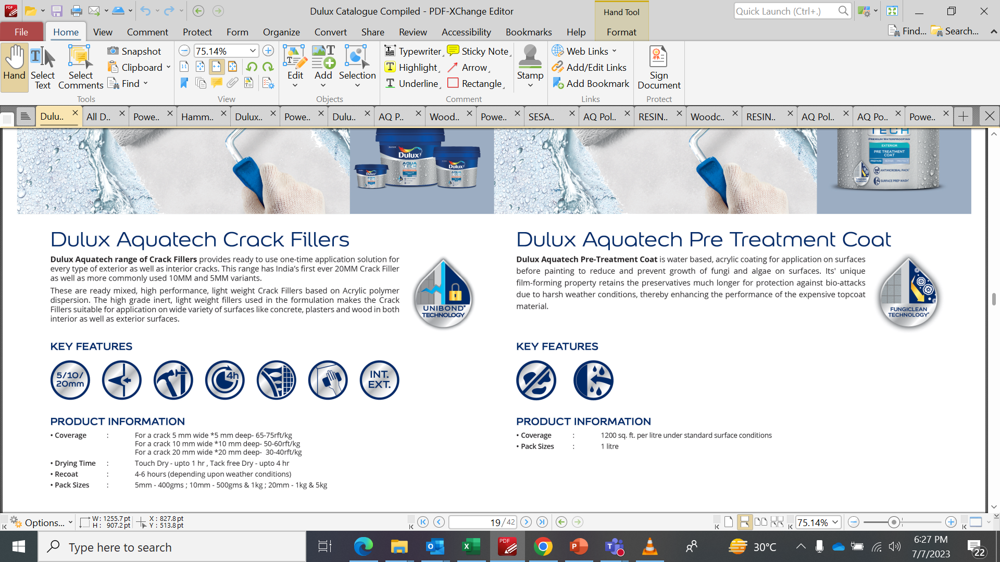 Dulux Catalogue Compiled - PDF-XChange Editor
Hand Tool
Quick Launch (Ctrl+.)
File
Home
View
Comment
Protect
Form
Organize
Convert
Share
Review
Accessibility
Bookmarks
Help
Format
Find...
Search...
Hand
Select Text
Select Comments
Snapshot
Clipboard
Find
Tools
75.14%
View
Edit
Add
Selection
Objects
Typewriter
Highlight
Underline
Sticky Note
Arrow
Rectangle
Stamp
Comment
Web Links
Add/Edit Links
Add Bookmark
Links
Sign Document
Protect
Dulu..
All D..
Powe..
Hamm..
Dulux..
Powe..
Dulu..
AQ P..
Wood..
Powe..
SESA..
AQ Pol..
RESIN..
Woodc..
RESIN..
AQ Pol..
AQ Po..
Powe..
Dulux
AQUA
TECH
Dulux
TECH
PREMIUM WATERPROOFING
EXTERIOR
PRE TREATMENT
COAT
PREPARE REPAIR PROTECT
ANTIMICROBIAL PACK
SURFACE PREP WASH
Dulux Aquatech Crack Fillers
Dulux Aquatech range of Crack Fillers provides ready to use one-time application solution for
every type of exterior as well as interior cracks. This range has India's first ever 20MM Crack Filler
as well as more commonly used 10MM and 5MM variants.
These are ready mixed, high performance, light weight Crack Fillers based on Acrylic polymer
dispersion. The high grade inert, light weight fillers used in the formulation makes the Crack
Fillers suitable for application on wide variety of surfaces like concrete, plasters and wood in both
interior as well as exterior surfaces.
UNIBOND*
TECHNOLOGY
KEY FEATURES
5/10/
20mm
4h
INT.
EXT.
PRODUCT INFORMATION
• Coverage : For a crack 5 mm wide *5 mm deep- 65-75rft/kg
For a crack 10 mm wide *10 mm deep- 50-60rft/kg
For a crack 20 mm wide *20 mm deep- 30-40rft/kg
• Drying Time : Touch Dry - upto 1 hr , Tack free Dry - upto 4 hr
• Recoat : 4-6 hours (depending upon weather conditions)
• Pack Sizes : 5mm - 400gms ; 10mm - 500gms & 1kg ; 20mm - 1kg & 5kg
Dulux Aquatech Pre Treatment Coat
Dulux Aquatech Pre-Treatment Coat is water based, acrylic coating for application on surfaces
before painting to reduce and prevent growth of fungi and algae on surfaces. Its' unique
film-forming property retains the preservatives much longer for protection against bio-attacks
due to harsh weather conditions, thereby enhancing the performance of the expensive topcoat
material.
FUNGICLEAN
TECHNOLOGY*
KEY FEATURES
PRODUCT INFORMATION
• Coverage : 1200 sq. ft. per litre under standard surface conditions
• Pack Sizes : 1 litre
Options...
W: 1255.7 pt
H: 907.2 pt
X: 827.8 pt
Y: 513.8 pt
19 / 42
75.14%
Type here to search
30°C
6:27 PM
7/7/2023
22